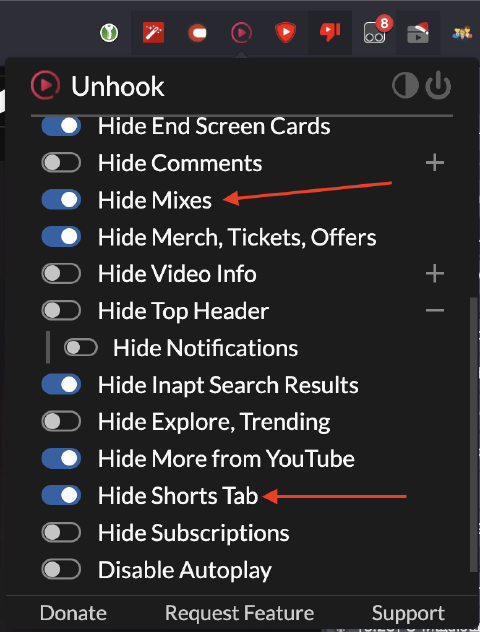 8
Unhook
Hide End Screen Cards
Hide Comments
Hide Mixes
Hide Merch, Tickets, Offers
Hide Video Info
Hide Top Header
Hide Notifications
Hide Inapt Search Results
Hide Explore, Trending
Hide More from YouTube
Hide Shorts Tab
Hide Subscriptions
Disable Autoplay
Donate Request Feature Support